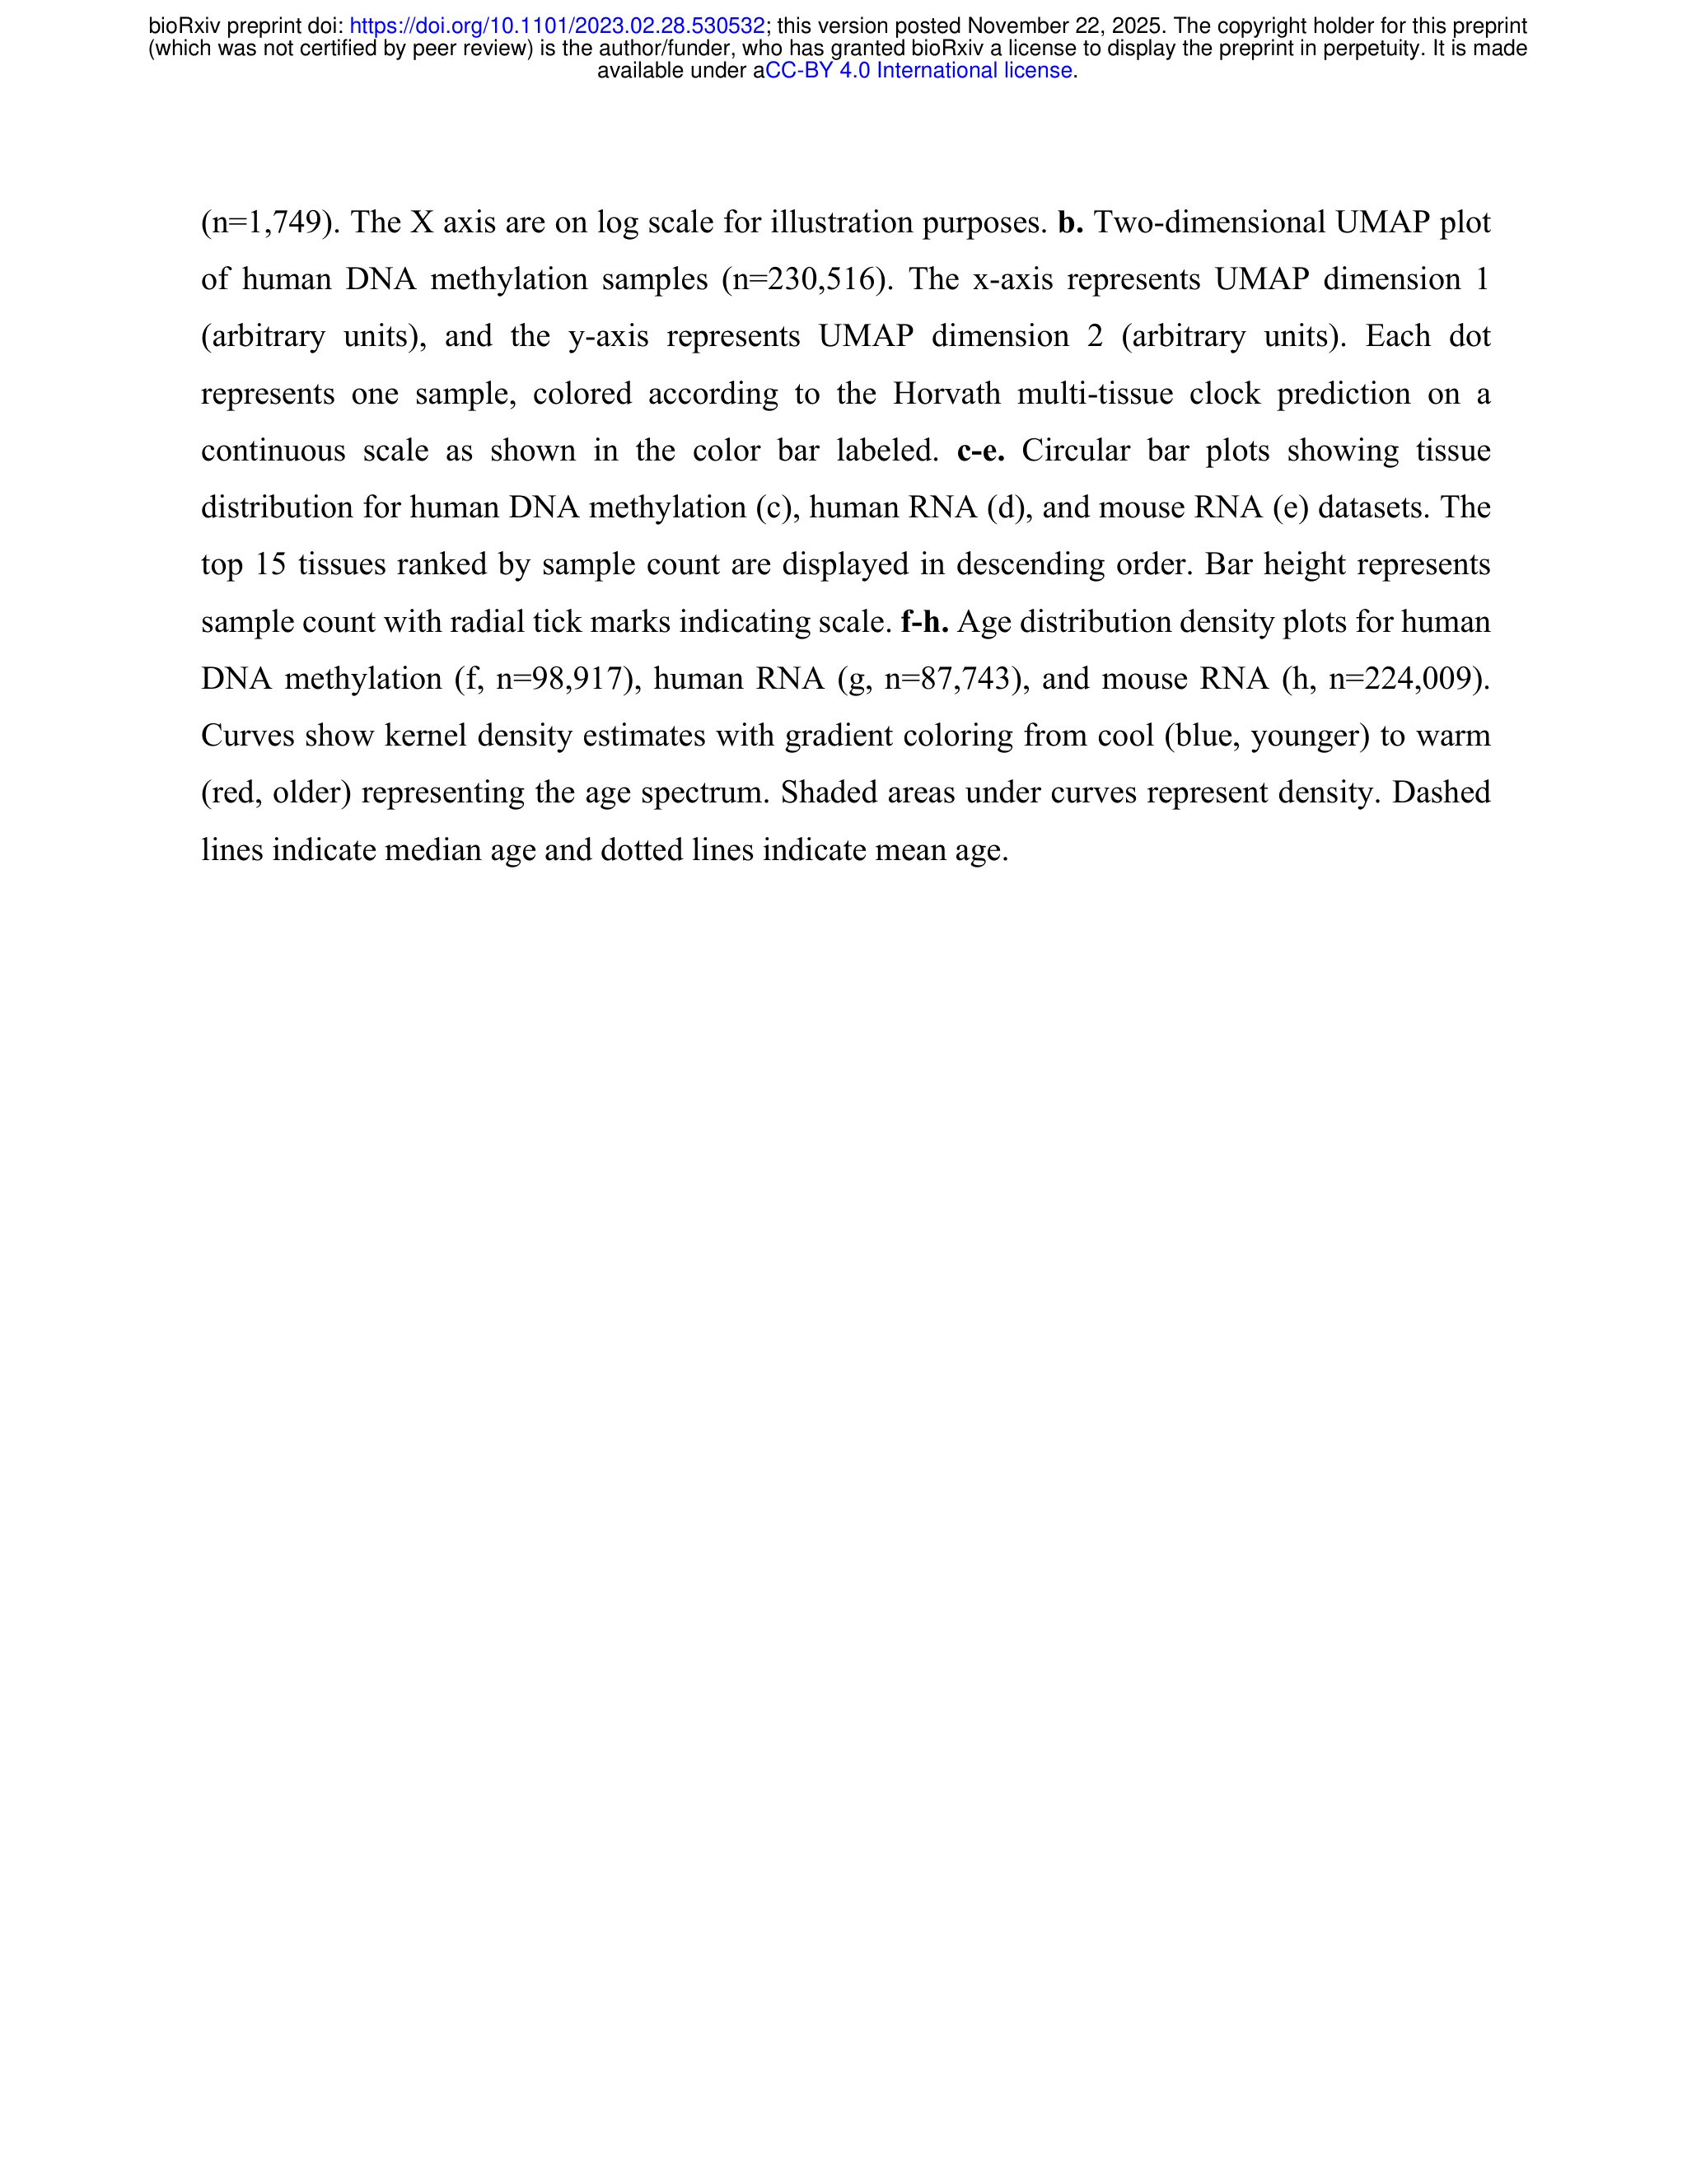 bioRxiv preprint doi: https://doi.org/10.1101/2023.02.28.530532; this version posted November 22, 2025. The copyright holder for this preprint
(which was not certified by peer review) is the author/funder, who has granted bioRxiv a license to display the preprint in perpetuity. It is made
available under aCC-BY 4.0 International license.
(n=1,749). The X axis are on log scale for illustration purposes. b. Two-dimensional UMAP plot
of human DNA methylation samples (n=230,516). The x-axis represents UMAP dimension 1
(arbitrary units), and the y-axis represents UMAP dimension 2 (arbitrary units). Each dot
represents one sample, colored according to the Horvath multi-tissue clock prediction on a
continuous scale as shown in the color bar labeled. c-e. Circular bar plots showing tissue
distribution for human DNA methylation (c), human RNA (d), and mouse RNA (e) datasets. The
top 15 tissues ranked by sample count are displayed in descending order. Bar height represents
sample count with radial tick marks indicating scale. f-h. Age distribution density plots for human
DNA methylation (f, n=98,917), human RNA (g, n=87,743), and mouse RNA (h, n=224,009).
Curves show kernel density estimates with gradient coloring from cool (blue, younger) to warm
(red, older) representing the age spectrum. Shaded areas under curves represent density. Dashed
lines indicate median age and dotted lines indicate mean age.